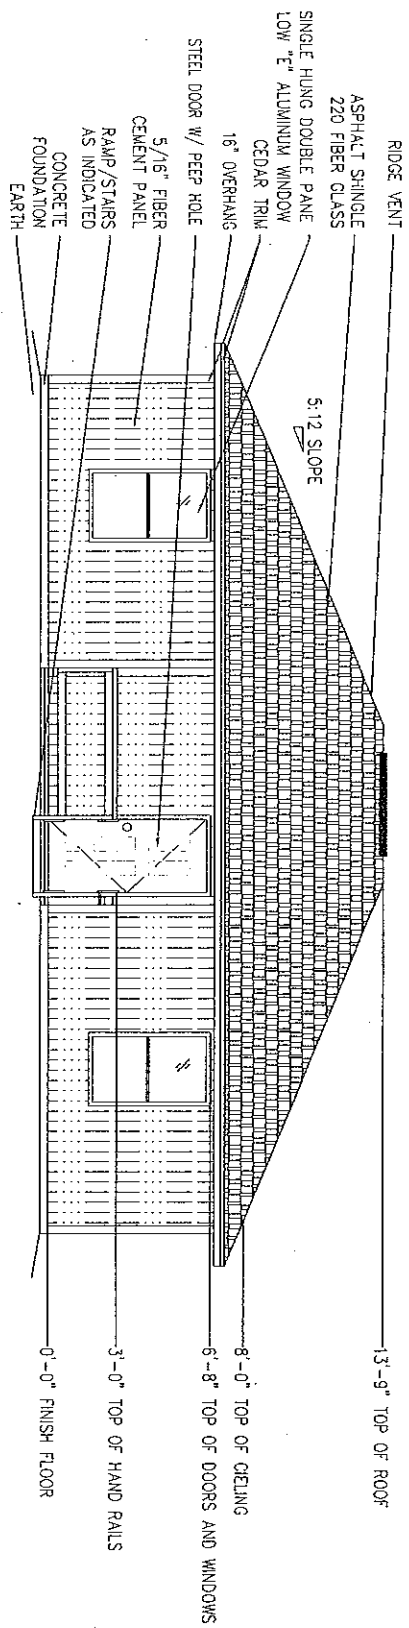 RIDGE VENT
ASPHALT SHINGLE
220 FIBER GLASS
SINGLE HUNG DOUBLE PANE
LOW "E" ALUMINUM WINDOW
CEDAR TRIM
16" OVERHANG
STEEL DOOR W/ PEEP HOLE
5/16" FIBER
CEMENT PANEL
RAMP/STAIRS
AS INDICATED
CONCRETE
FOUNDATION
EARTH
5:12 SLOPE
13'-9" TOP OF ROOF
8'-0" TOP OF CIELING
6'-8" TOP OF DOORS AND WINDOWS
3'-0" TOP OF HAND RAILS
0'-0" FINISH FLOOR